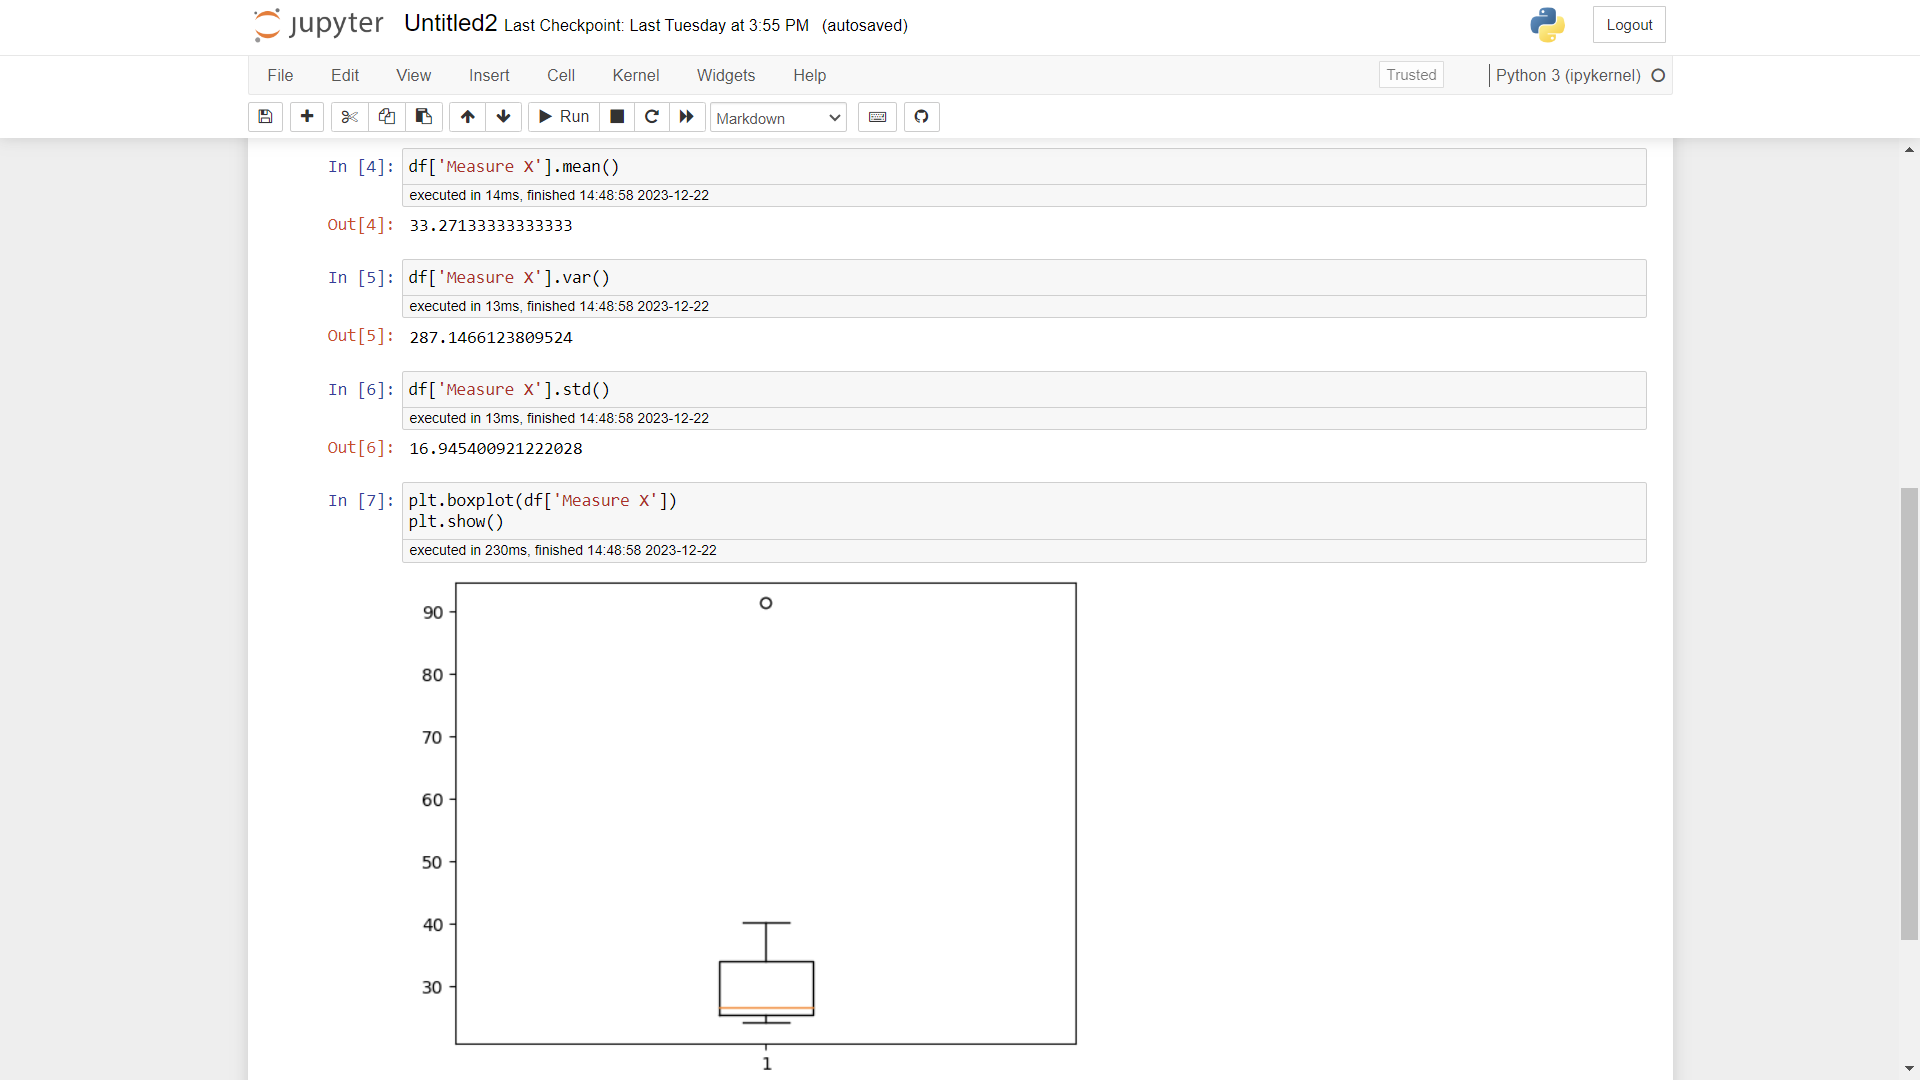 jupyter Untitled2 Last Checkpoint: Last Tuesday at 3:55 PM (autosaved) Logout
File Edit View Insert Cell Kernel Widgets Help Trusted Python 3 (ipykernel)
Run Markdown
In [4]: df['Measure X'].mean()
executed in 14ms, finished 14:48:58 2023-12-22
Out[4]: 33.27133333333333
In [5]: df['Measure X'].var()
executed in 13ms, finished 14:48:58 2023-12-22
Out[5]: 287.1466123809524
In [6]: df['Measure X'].std()
executed in 13ms, finished 14:48:58 2023-12-22
Out[6]: 16.945400921222028
In [7]: plt.boxplot(df['Measure X'])
plt.show()
executed in 230ms, finished 14:48:58 2023-12-22
90
80
70
60
50
40
30
1